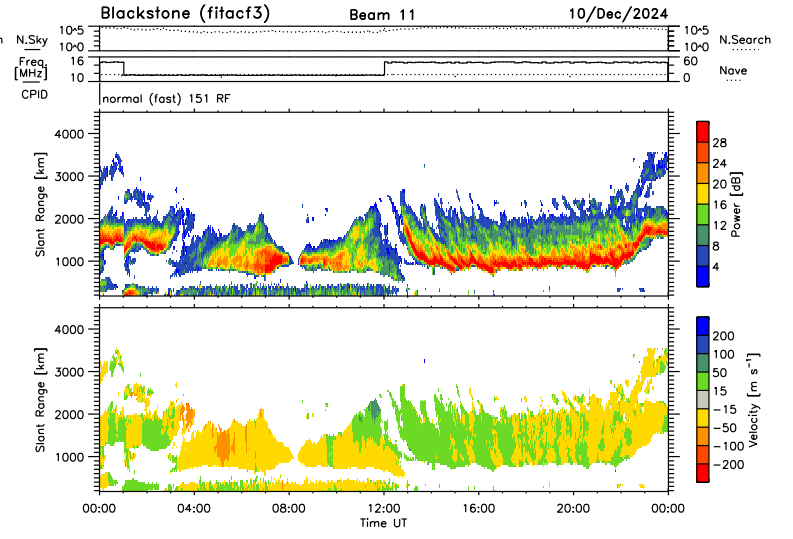 Blackstone (fitacf3) Beam 11 10/Dec/2024
N.Sky 10^5 10^5 N.Search
10^0 10^0
Freq. [MHz] 16 60
10 0 Nave
CPID normal (fast) 151 RF
Slant Range [km]
4000
3000
2000
1000
28
24
20
16
12
8
4
Power [dB]
Slant Range [km]
4000
3000
2000
1000
200
100
50
15
-15
-50
-100
-200
Velocity [m s^-1]
00:00 04:00 08:00 12:00 16:00 20:00 00:00
Time UT